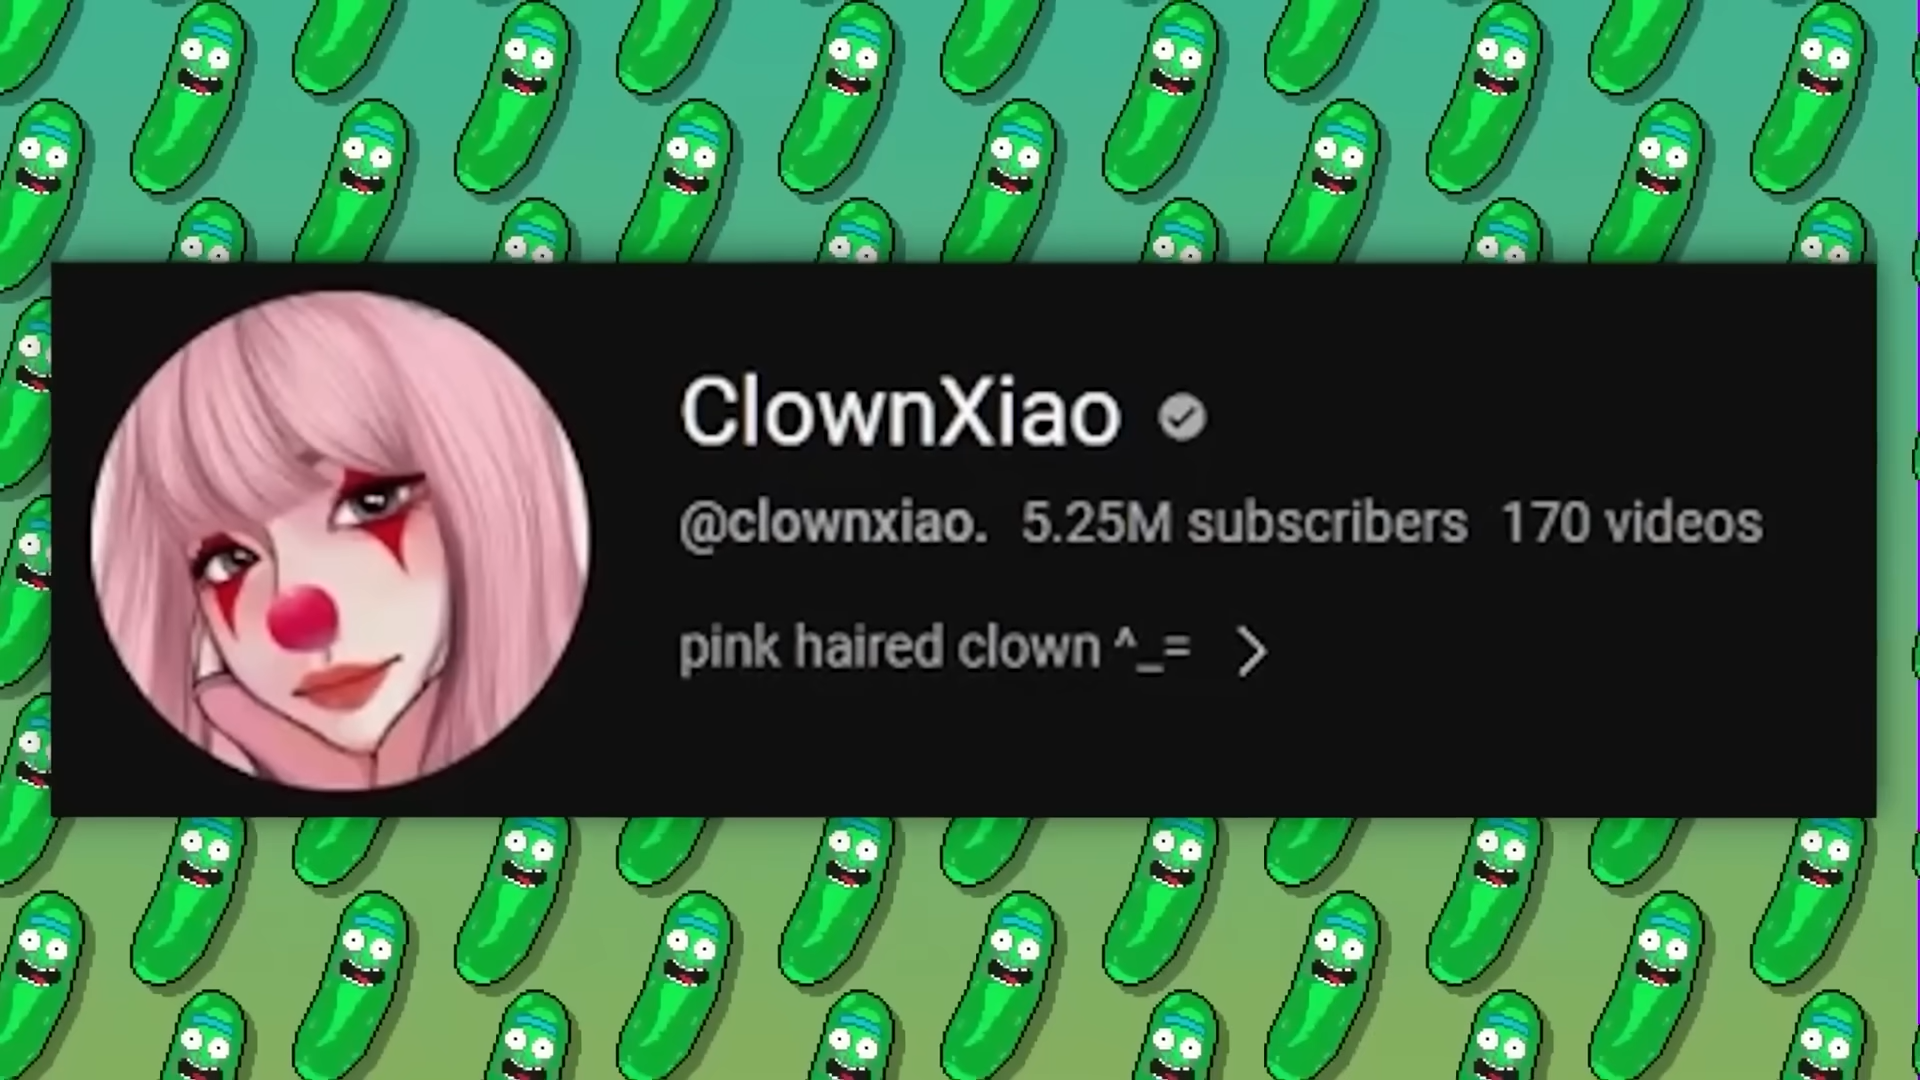 ClownXiao
@clownxiao. 5.25M subscribers 170 videos
pink haired clown ^_=